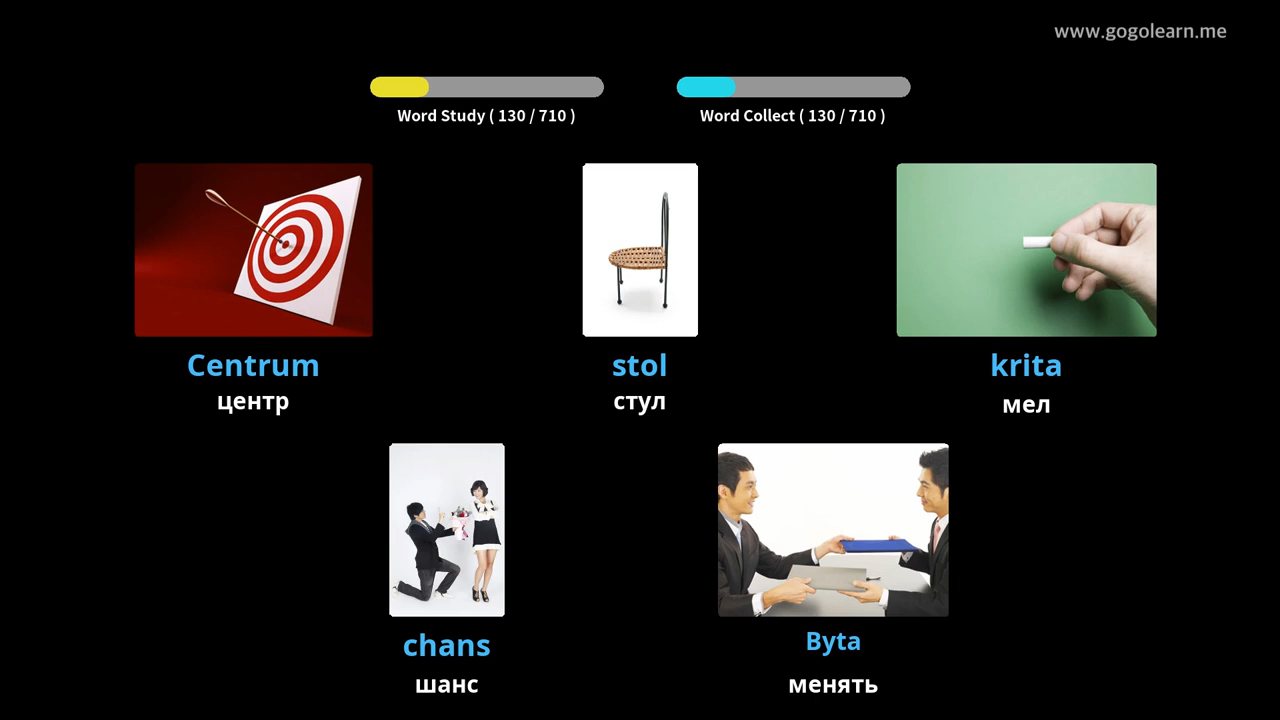 www.gogolearn.me
Word Study ( 130 / 710 )
Word Collect ( 130 / 710 )
Centrum
центр
stol
стул
krita
мел
chans
шанс
Byta
менять